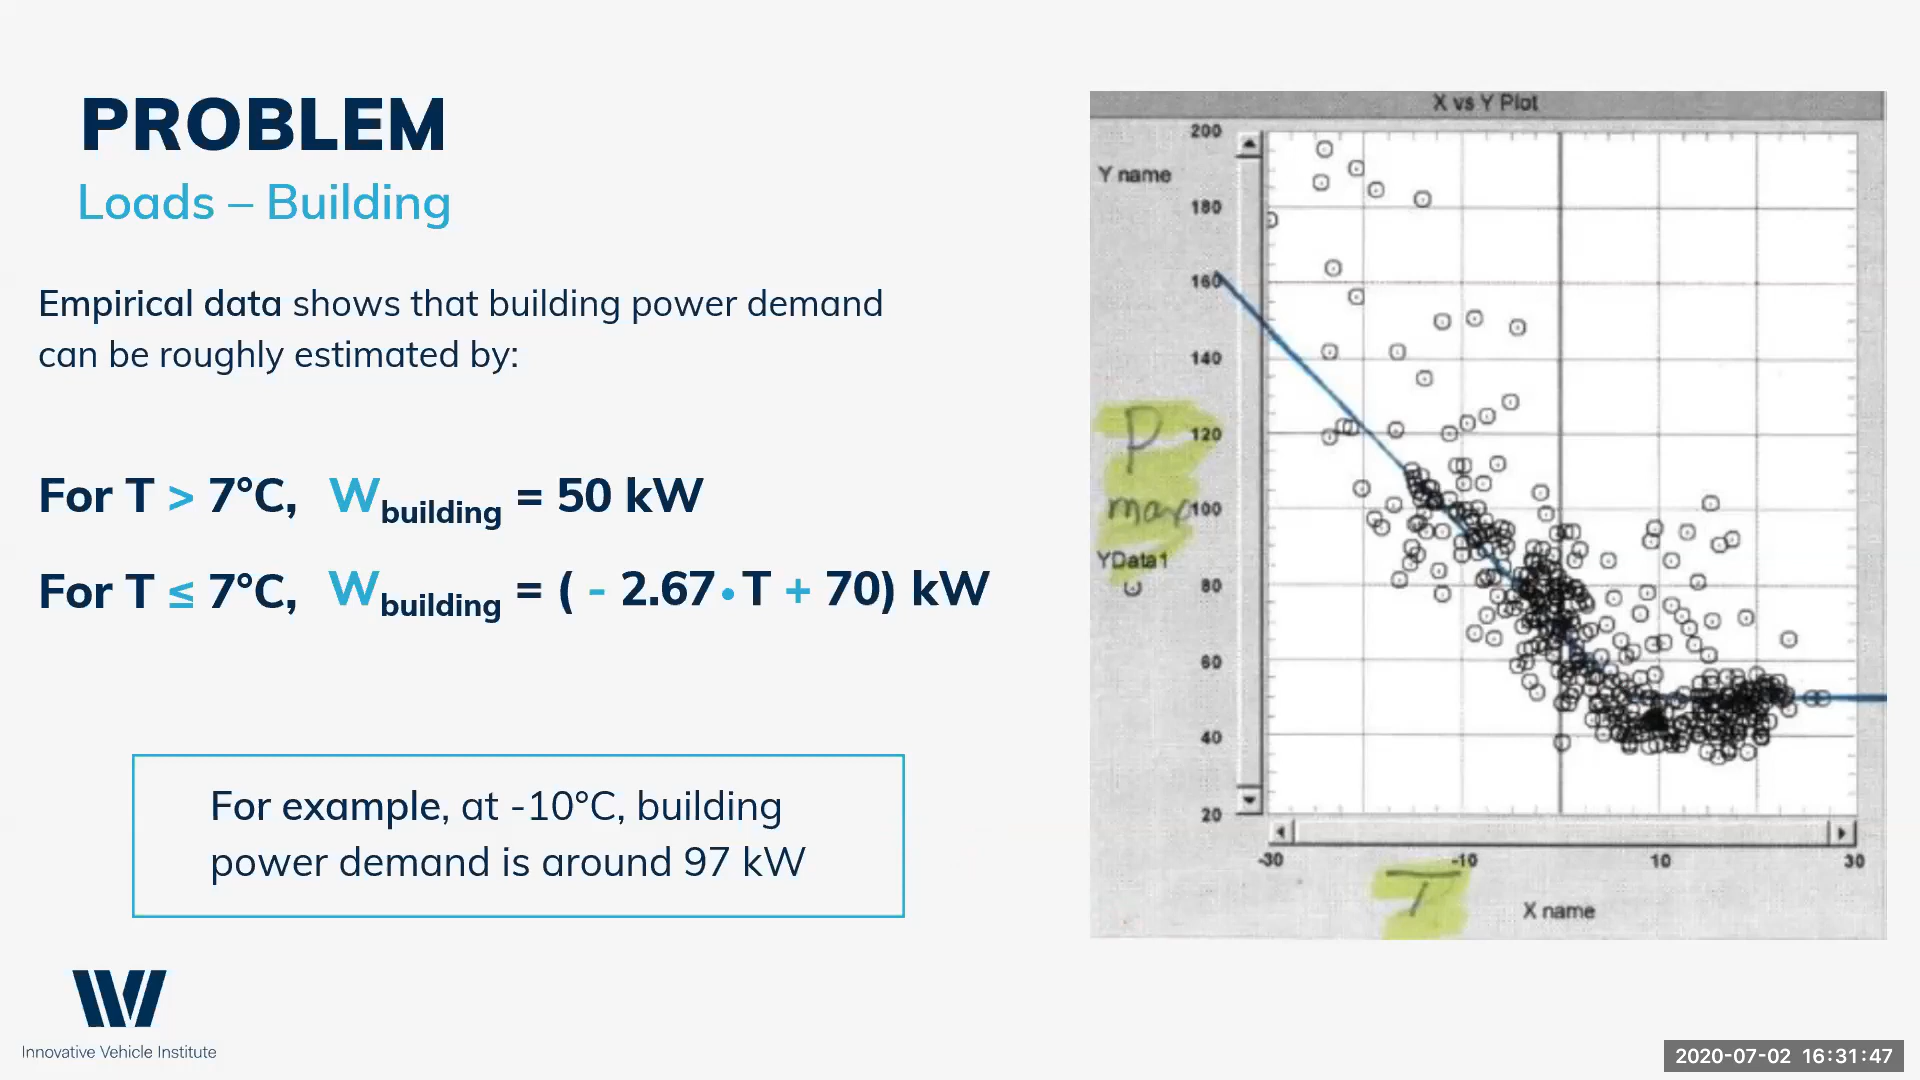 PROBLEM
Loads – Building
Empirical data shows that building power demand
can be roughly estimated by:
For T > 7°C, Wbuilding = 50 kW
For T ≤ 7°C, Wbuilding = ( - 2.67•T + 70) kW
For example, at -10°C, building
power demand is around 97 kW
Innovative Vehicle Institute
X vs Y Plot
Y name
200
180
160
140
120
100
80
60
40
20
P
max
YData1
-30
-10
10
30
T
X name
2020-07-02 16:31:47